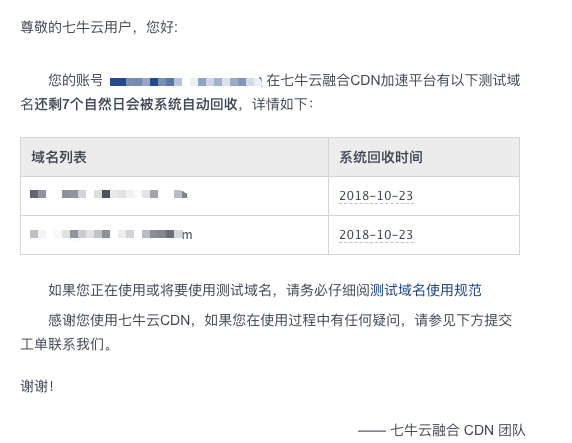 尊敬的七牛云用户，您好:
您的账号 在七牛云融合CDN加速平台有以下测试域
名还剩7个自然日会被系统自动回收，详情如下：
域名列表 系统回收时间
2018-10-23
m 2018-10-23
如果您正在使用或将要使用测试域名，请务必仔细阅测试域名使用规范
感谢您使用七牛云CDN，如果您在使用过程中有任何疑问，请参见下方提交
工单联系我们。
谢谢！
—— 七牛云融合 CDN 团队